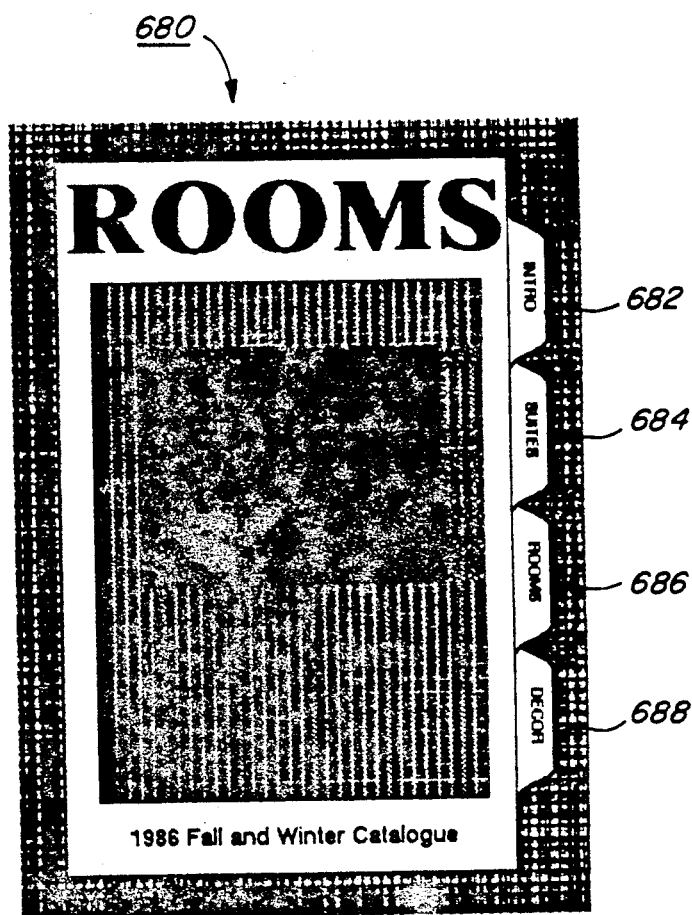 680
ROOMS
INTRO
682
SUITES
684
ROOMS
686
DECOR
688
1986 Fall and Winter Catalogue